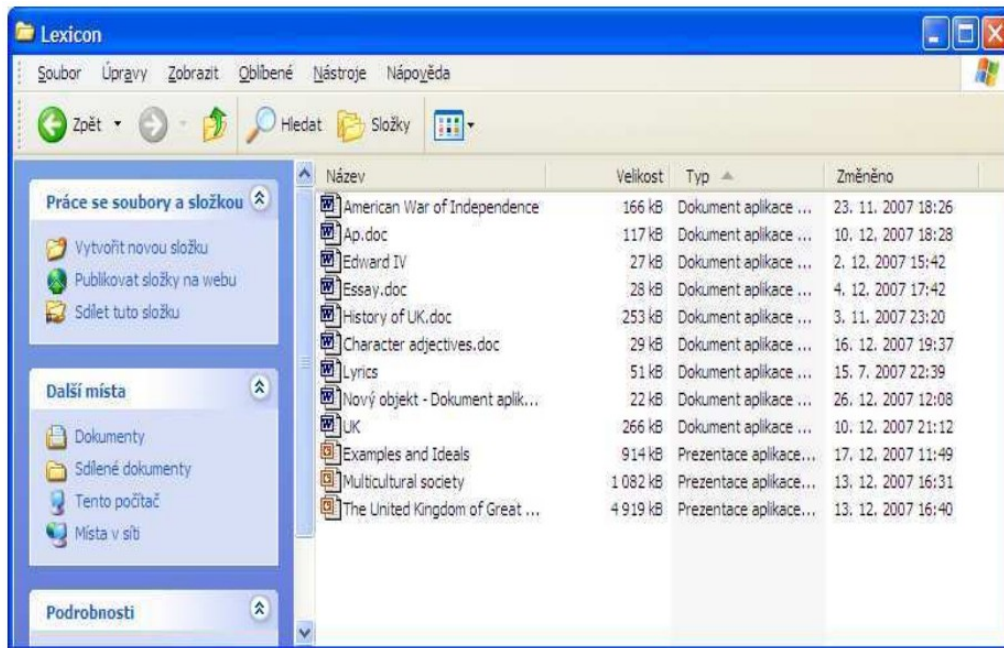 Lexicon
Soubor Úpravy Zobrazit Oblíbené Nástroje Nápověda
Zpět Hledat Složky
Práce se soubory a složkou
Vytvořit novou složku
Publikovat složky na webu
Sdílet tuto složku
Další místa
Dokumenty
Sdílené dokumenty
Tento počítač
Místa v síti
Podrobnosti
Název Velikost Typ Změněno
American War of Independence 166 kB Dokument aplikace ... 23. 11. 2007 18:26
Ap.doc 117 kB Dokument aplikace ... 10. 12. 2007 18:28
Edward IV 27 kB Dokument aplikace ... 2. 12. 2007 15:42
Essay.doc 28 kB Dokument aplikace ... 4. 12. 2007 17:42
History of UK.doc 253 kB Dokument aplikace ... 3. 11. 2007 23:20
Character adjectives.doc 29 kB Dokument aplikace ... 16. 12. 2007 19:37
Lyrics 51 kB Dokument aplikace ... 15. 7. 2007 22:39
Nový objekt - Dokument aplik... 22 kB Dokument aplikace ... 26. 12. 2007 12:08
UK 266 kB Dokument aplikace ... 10. 12. 2007 21:12
Examples and Ideals 914 kB Prezentace aplikace... 17. 12. 2007 11:49
Multicultural society 1 082 kB Prezentace aplikace... 13. 12. 2007 16:31
The United Kingdom of Great ... 4 919 kB Prezentace aplikace... 13. 12. 2007 16:40